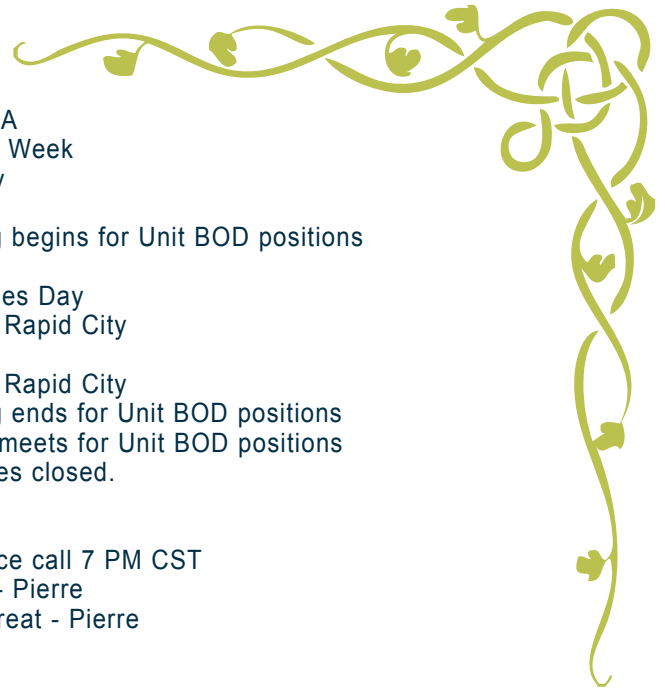 A
Week
y
g begins for Unit BOD positions
es Day
Rapid City
Rapid City
g ends for Unit BOD positions
meets for Unit BOD positions
es closed.
ce call 7 PM CST
- Pierre
reat - Pierre